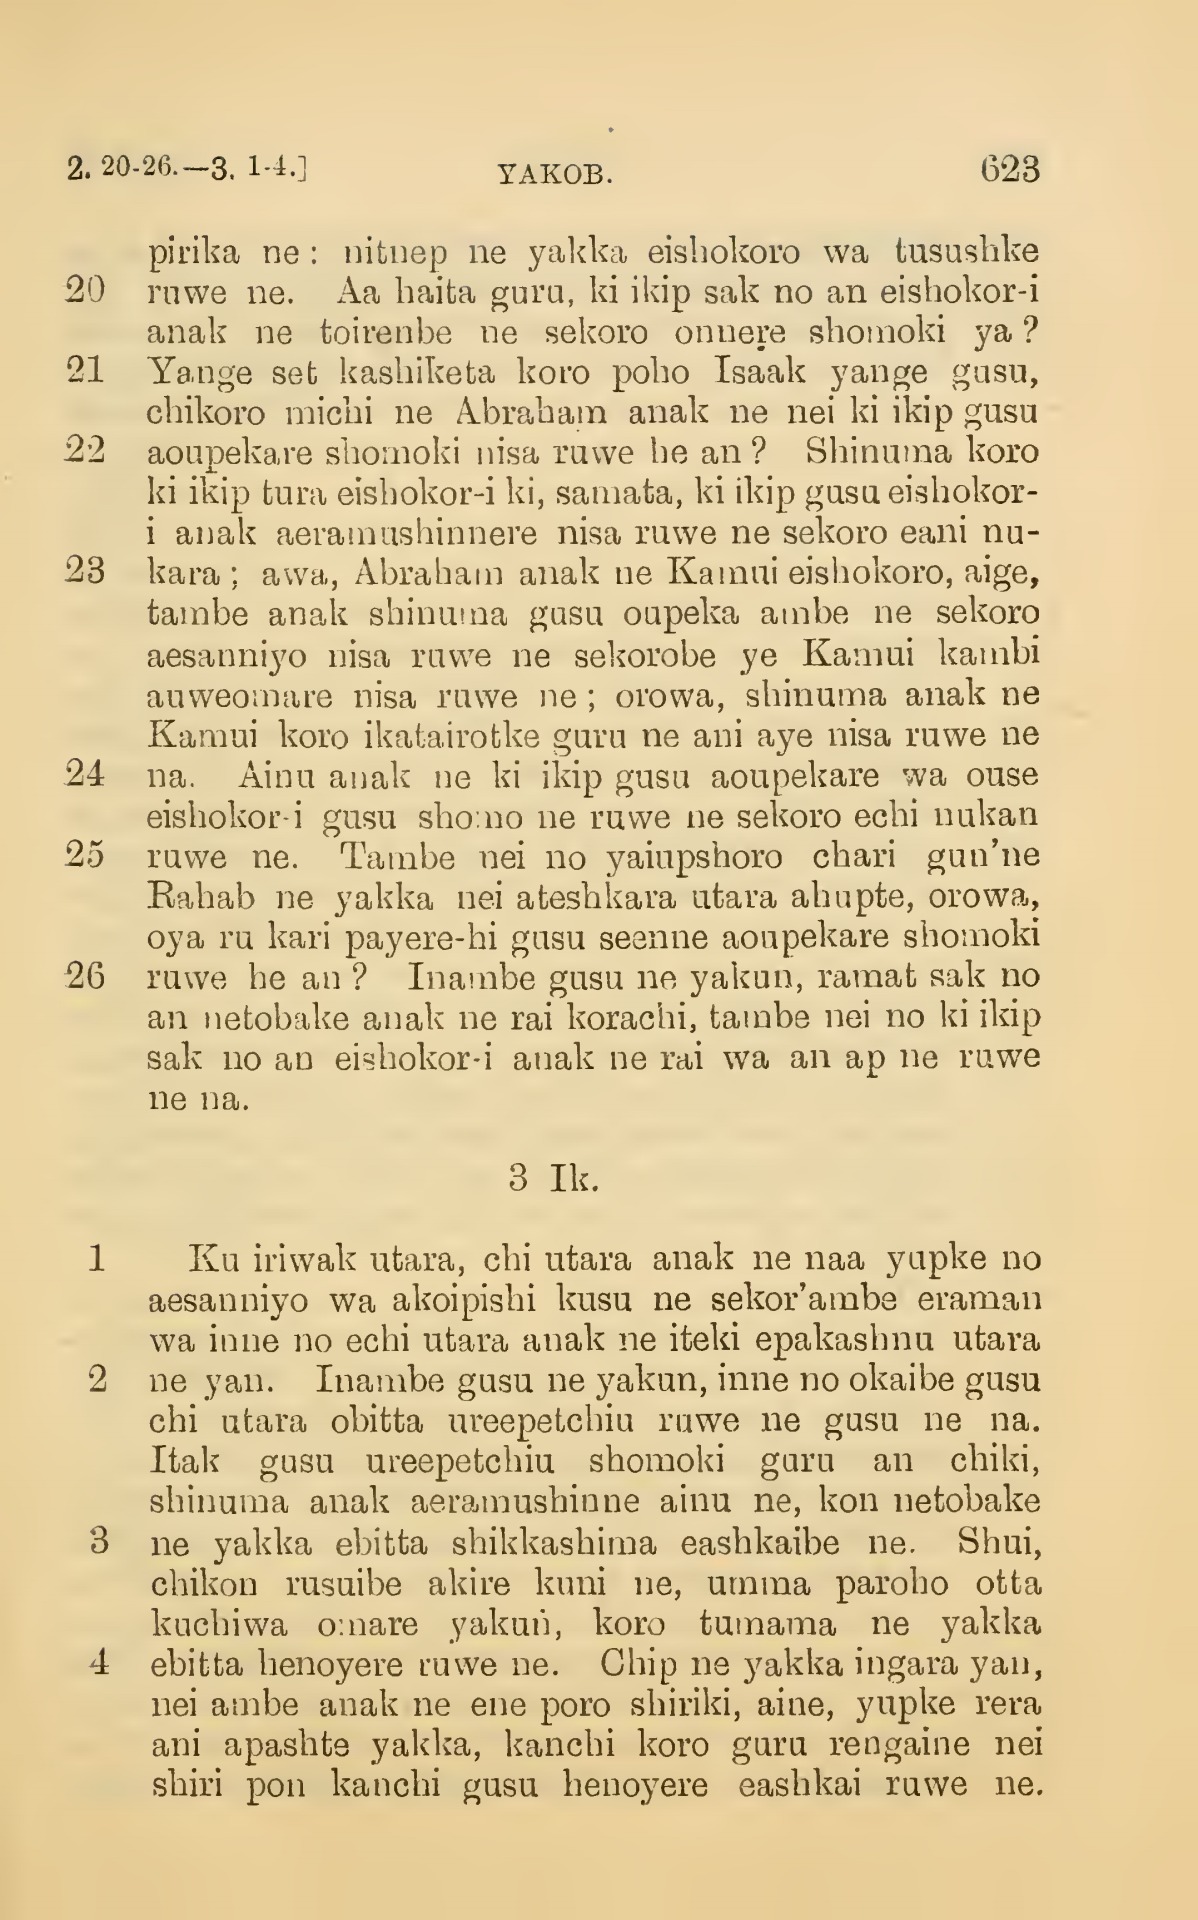 2. 20-26.—3. 1-4.] YAKOB. 623
pirika ne : nitnep ne yakka eishokoro wa tusushke
20 ruwe ne. Aa haita guru, ki ikip sak no an eishokor-i
anak ne toirenbe ne sekoro onnere shomoki ya ?
21 Yange set kashiketa koro poho Isaak yange gusu,
chikoro michi ne Abraham anak ne nei ki ikip gusu
22 aoupekare shomoki nisa ruwe he an ? Shinuma koro
ki ikip tura eishokor-i ki, samata, ki ikip gusu eishokor-
i anak aeramushinnere nisa ruwe ne sekoro eani nu-
23 kara ; awa, Abraham anak ne Kamui eishokoro, aige,
tambe anak shinuma gusu oupeka ambe ne sekoro
aesanniyo nisa ruwe ne sekorobe ye Kamui kambi
auweomare nisa ruwe ne ; orowa, shinuma anak ne
Kamui koro ikatairotke guru ne ani aye nisa ruwe ne
24 na. Ainu anak ne ki ikip gusu aoupekare wa ouse
eishokor-i gusu shomo ne ruwe ne sekoro echi nukan
25 ruwe ne. Tambe nei no yaiupshoro chari gun’ne
Rahab ne yakka nei ateshkara utara ahupte, orowa,
oya ru kari payere-hi gusu seenne aoupekare shomoki
26 ruwe he an ? Inambe gusu ne yakun, ramat sak no
an netobake anak ne rai korachi, tambe nei no ki ikip
sak no an eishokor-i anak ne rai wa an ap ne ruwe
ne na.
3 Ik.
1 Ku iriwak utara, chi utara anak ne naa yupke no
aesanniyo wa akoipishi kusu ne sekor’ambe eraman
wa inne no echi utara anak ne iteki epakashnu utara
2 ne yan. Inambe gusu ne yakun, inne no okaibe gusu
chi utara obitta ureepetchiu ruwe ne gusu ne na.
Itak gusu ureepetchiu shomoki guru an chiki,
shinuma anak aeramushinne ainu ne, kon netobake
3 ne yakka ebitta shikkashima eashkaibe ne. Shui,
chikon rusuibe akire kuni ne, umma paroho otta
kuchiwa omare yakun, koro tumama ne yakka
4 ebitta henoyere ruwe ne. Chip ne yakka ingara yan,
nei ambe anak ne ene poro shiriki, aine, yupke rera
ani apashte yakka, kanchi koro guru rengaine nei
shiri pon kanchi gusu henoyere eashkai ruwe ne.